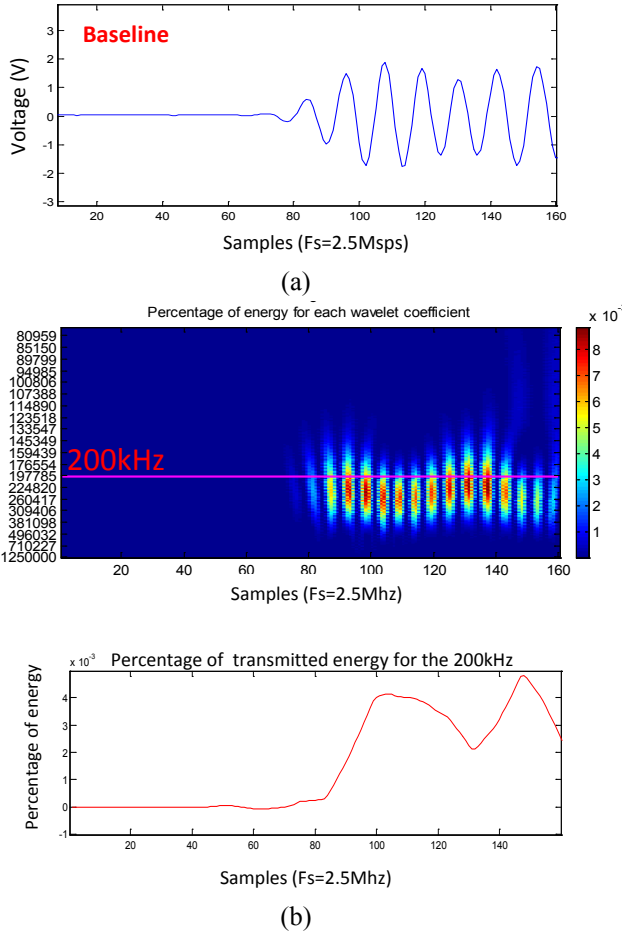 Baseline
Voltage (V)
3
2
1
0
-1
-2
-3
20 40 60 80 100 120 140 160
Samples (Fs=2.5Msps)
(a)
Percentage of energy for each wavelet coefficient
x 10
80959
85150
89799
94985
100806
107388
114890
123518
133547
145349
159439
176554
197785
224820
260417
309406
381098
496032
710227
1250000
200kHz
8
7
6
5
4
3
2
1
20 40 60 80 100 120 140 160
Samples (Fs=2.5Mhz)
x 10⁻³
Percentage of transmitted energy for the 200kHz
Percentage of energy
4
3
2
1
0
-1
20 40 60 80 100 120 140
Samples (Fs=2.5Mhz)
(b)